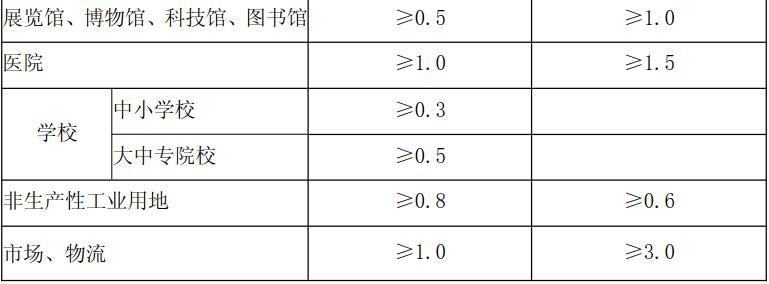 展览馆、博物馆、科技馆、图书馆 ≥0.5 ≥1.0
医院 ≥1.0 ≥1.5
学校 中小学校 ≥0.3
大中专院校 ≥0.5
非生产性工业用地 ≥0.8 ≥0.6
市场、物流 ≥1.0 ≥3.0